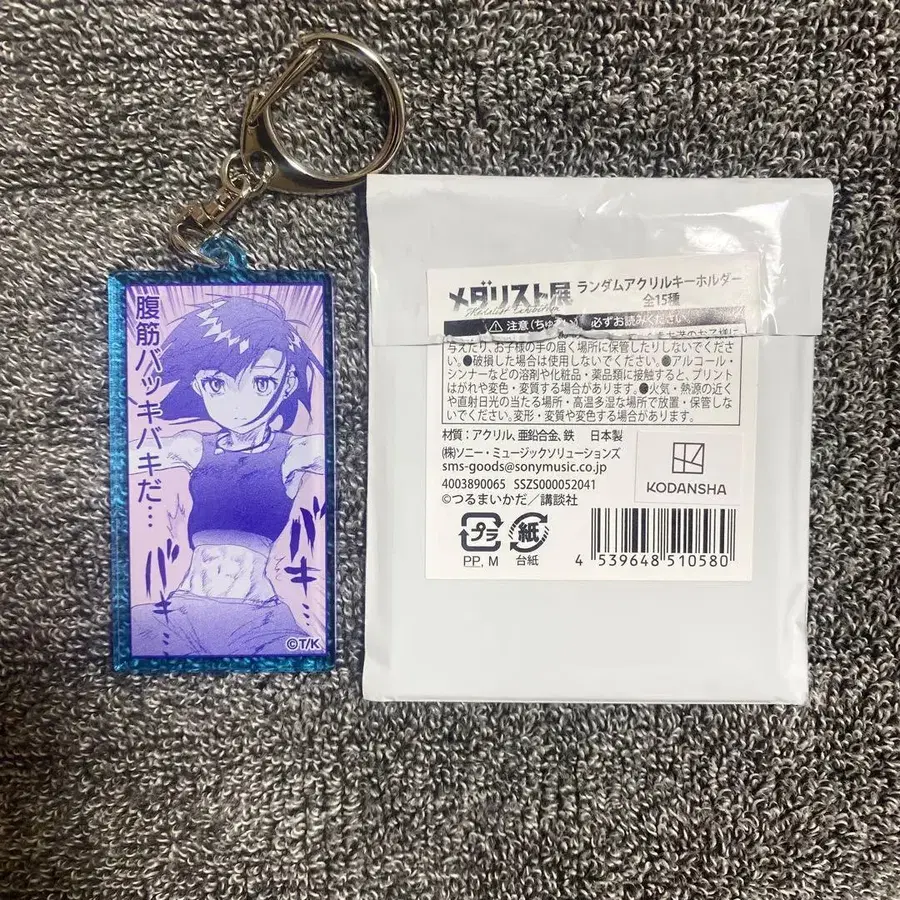 腹筋バッキバキだ…
バキ…
バキ…
©T/K
メダリスト展
Medalist Exhibition
ランダムアクリルキーホルダー
全15種
必ずお読みください。
与えたり、お子様の手の届く場所に保管したりしないでくださ
い。●破損した場合は使用しないでください。●アルコール・
シンナーなどの溶剤や化粧品・薬品類に接触すると、プリント
はがれや変色・変質する場合があります。●火気・熱源の近く
や直射日光の当たる場所・高温多湿な場所で放置・保管しな
いでください。変形・変質や変色する場合があります。
材質:アクリル、亜鉛合金、鉄 日本製
(株)ソニー・ミュージックソリューションズ
sms-goods@sonymusic.co.jp
4003890065 SSZS000052041
©つるまいかだ/講談社
KODANSHA
プラ
PP, M
紙
台紙
4 539648 510580